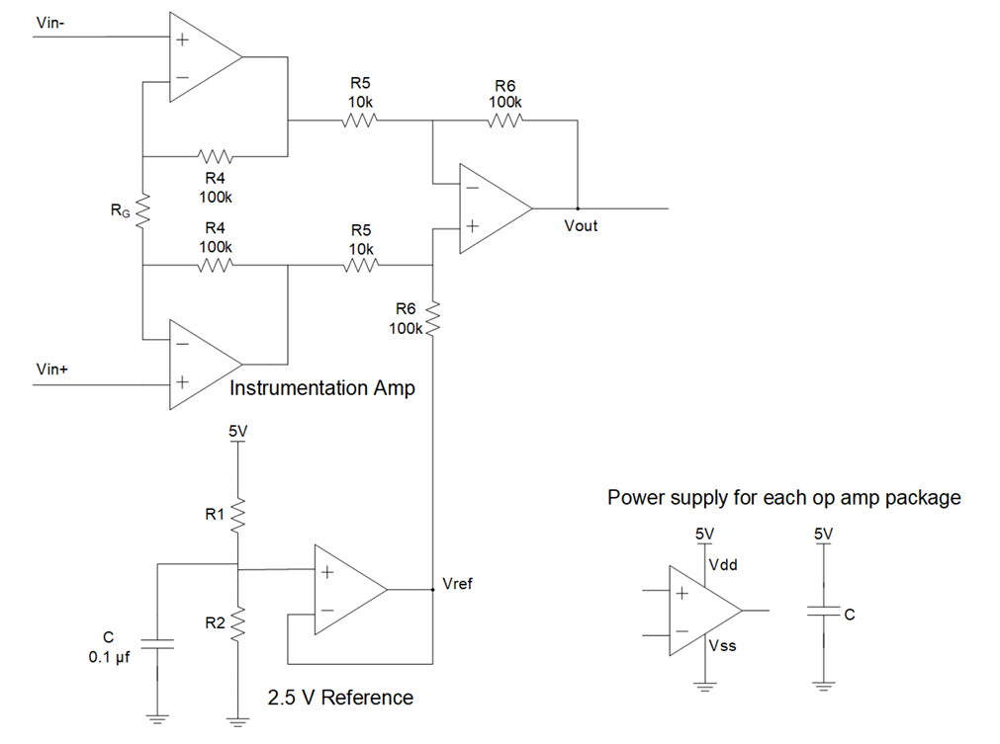 Vin-
+
−
R5
10k
R6
100k
R4
100k
RG
R4
100k
R5
10k
−
+
Vout
R6
100k
−
+
Vin+
Instrumentation Amp
5V
R1
+
−
Vref
R2
C
0.1 µf
2.5 V Reference
Power supply for each op amp package
5V
5V
Vdd
+
−
C
Vss